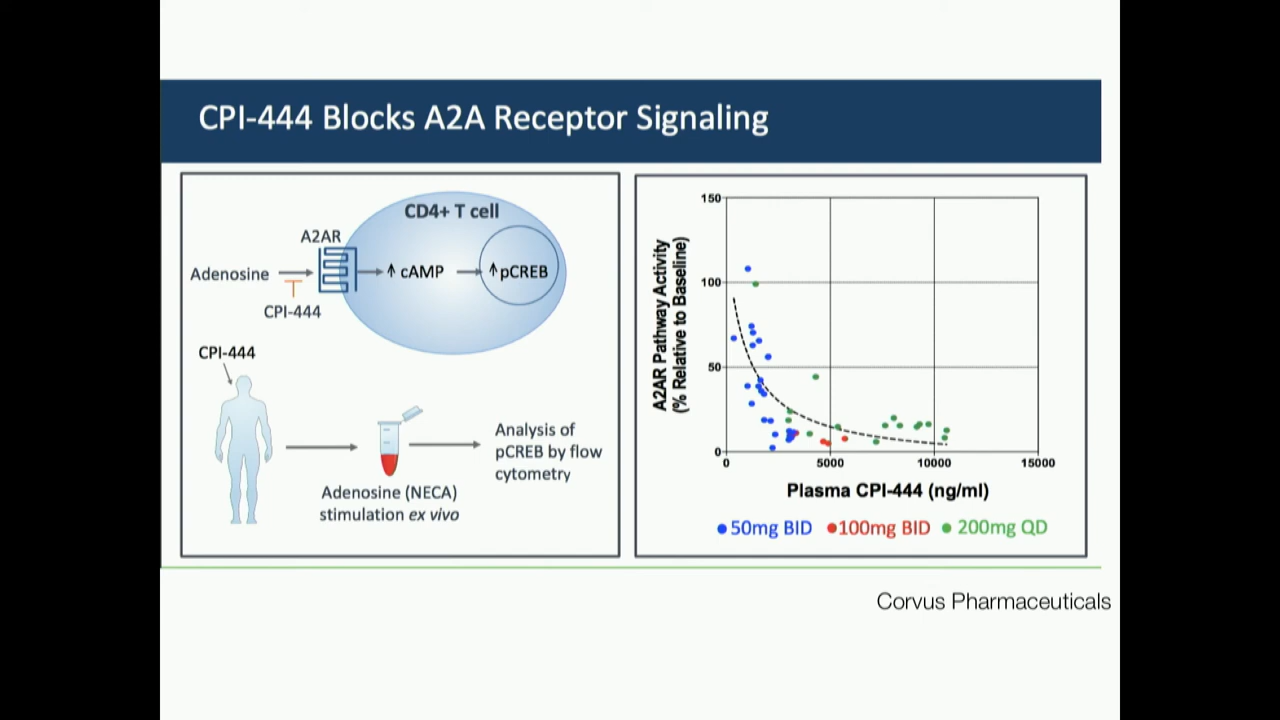 CPI-444 Blocks A2A Receptor Signaling
CD4+ T cell
A2AR
Adenosine
↑ cAMP
↑ pCREB
CPI-444
CPI-444
Analysis of
pCREB by flow
cytometry
Adenosine (NECA)
stimulation ex vivo
A2AR Pathway Activity
(% Relative to Baseline)
150
100
50
0
0 5000 10000 15000
Plasma CPI-444 (ng/ml)
50mg BID 100mg BID 200mg QD
Corvus Pharmaceuticals